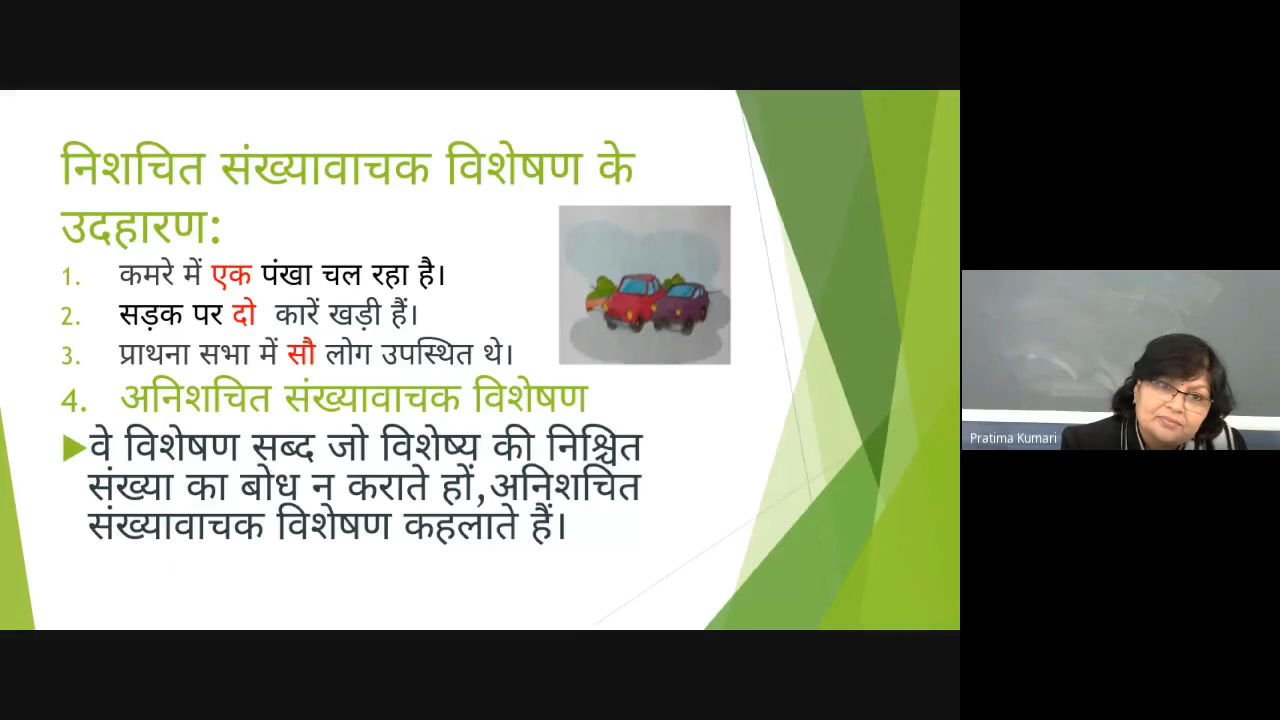 निशचित संख्यावाचक विशेषण के
उदहारण:
1. कमरे में एक पंखा चल रहा है।
2. सड़क पर दो कारें खड़ी हैं।
3. प्राथना सभा में सौ लोग उपस्थित थे।
4. अनिशचित संख्यावाचक विशेषण
वे विशेषण सब्द जो विशेष्य की निश्चित
संख्या का बोध न कराते हों,अनिशचित
संख्यावाचक विशेषण कहलाते हैं।
Pratima Kumari